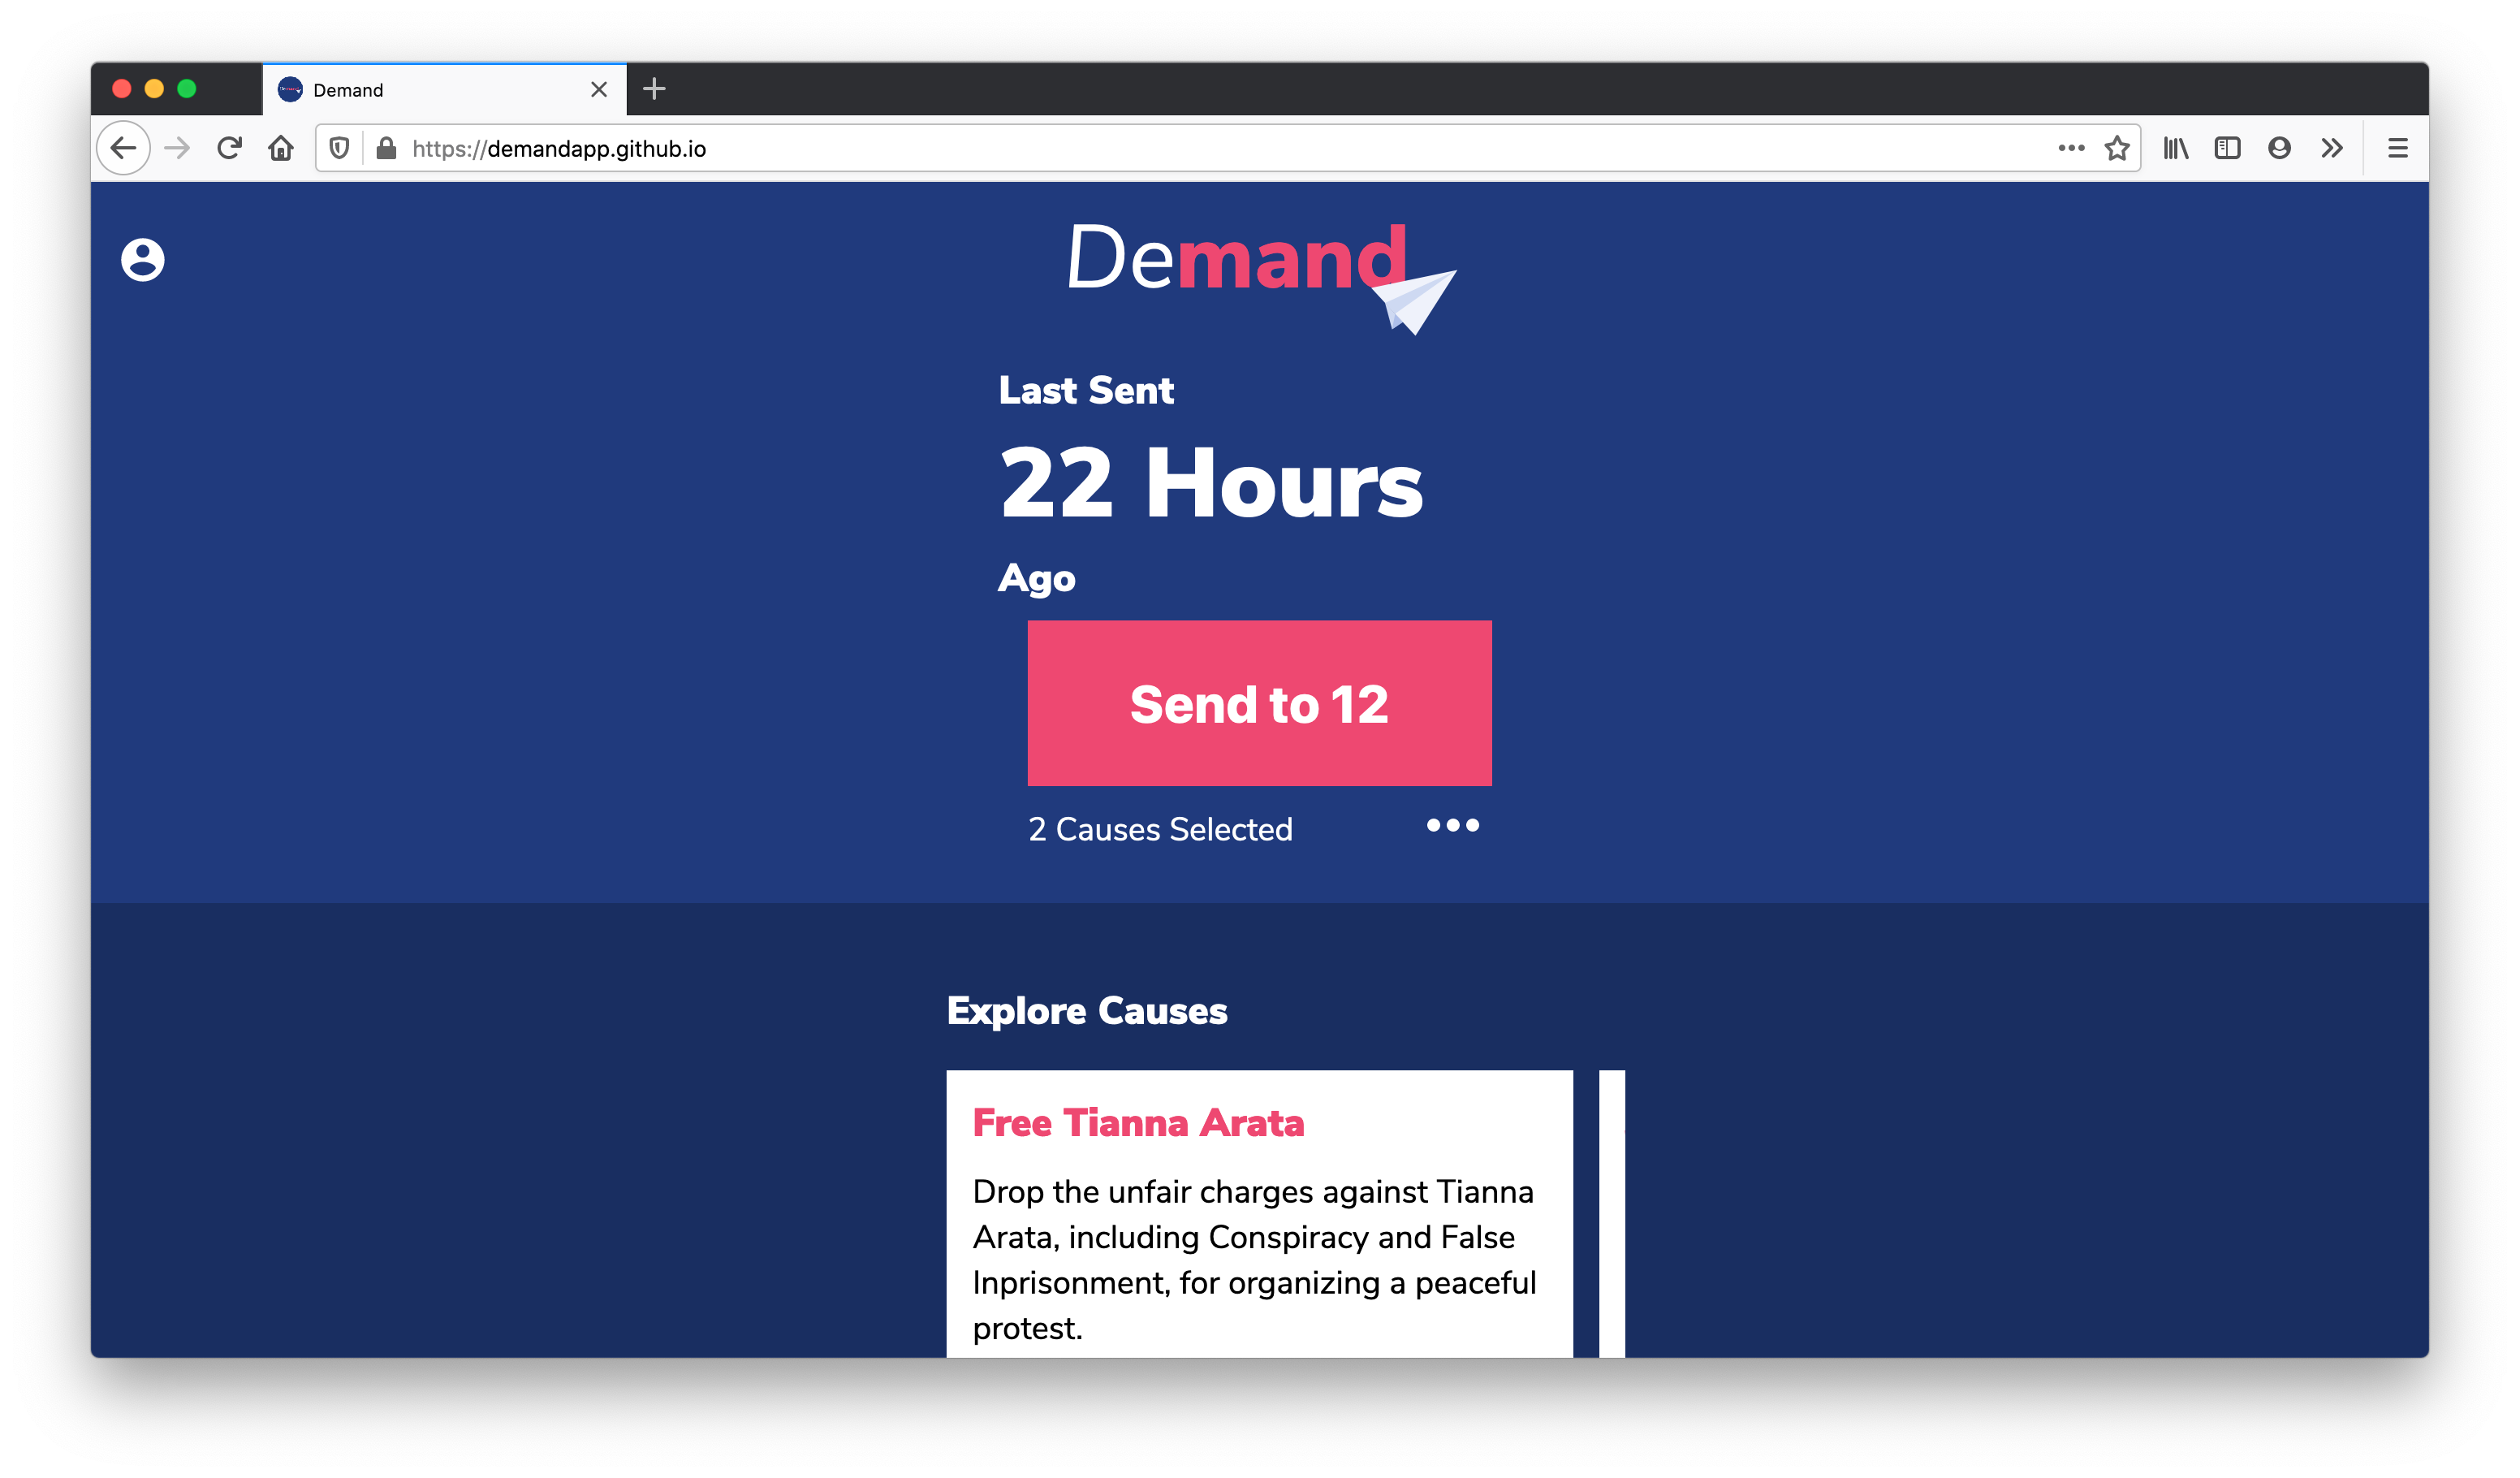 Demand
https://demandapp.github.io
Demand
Last Sent
22 Hours
Ago
Send to 12
2 Causes Selected
Explore Causes
Free Tianna Arata
Drop the unfair charges against Tianna
Arata, including Conspiracy and False
Inprisonment, for organizing a peaceful
protest.